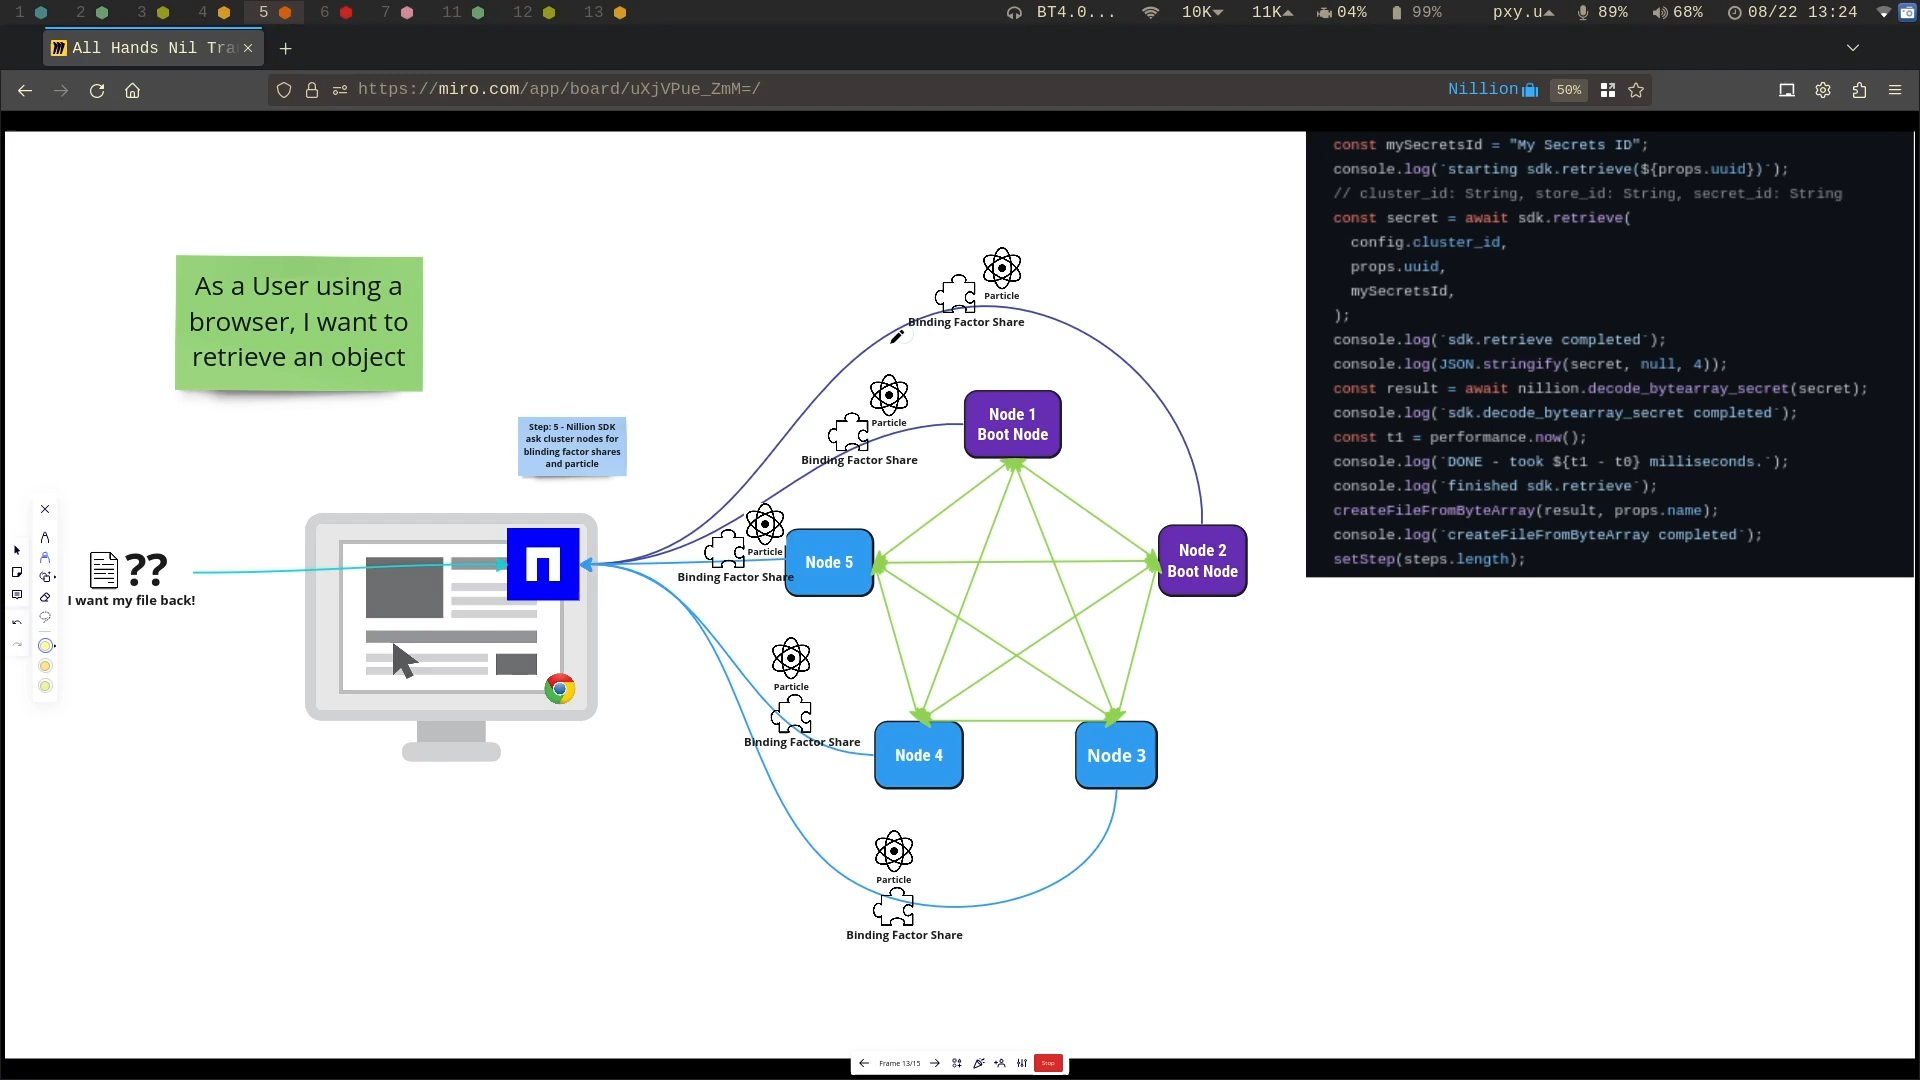 1 2 3 4 5 6 7 11 12 13 BT4.0... 10K 11K 04% 99% pxy.u 89% 68% 08/22 13:24
All Hands Nil Tra
https://miro.com/app/board/uXjVPue_ZmM=/ Nillion 50%
As a User using a
browser, I want to
retrieve an object
Step: 5 - Nillion SDK
ask cluster nodes for
blinding factor shares
and particle
??
I want my file back!
Particle
Binding Factor Share
Particle
Binding Factor Share
Particle
Binding Factor Share
Particle
Binding Factor Share
Particle
Binding Factor Share
Node 1
Boot Node
Node 2
Boot Node
Node 5
Node 4
Node 3
const mySecretsId = "My Secrets ID";
console.log(`starting sdk.retrieve(${props.uuid})`);
// cluster_id: String, store_id: String, secret_id: String
const secret = await sdk.retrieve(
config.cluster_id,
props.uuid,
mySecretsId,
);
console.log(`sdk.retrieve completed`);
console.log(JSON.stringify(secret, null, 4));
const result = await nillion.decode_bytearray_secret(secret);
console.log(`sdk.decode_bytearray_secret completed`);
const t1 = performance.now();
console.log(`DONE - took ${t1 - t0} milliseconds.`);
console.log(`finished sdk.retrieve`);
createFileFromByteArray(result, props.name);
console.log(`createFileFromByteArray completed`);
setStep(steps.length);
Frame 13/15 Stop